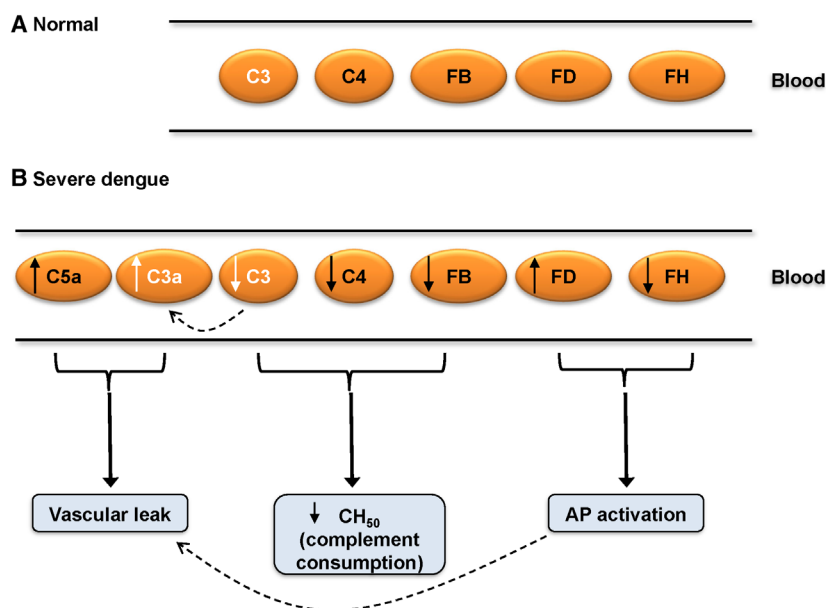 A Normal
C3 C4 FB FD FH Blood
B Severe dengue
C5a C3a C3 C4 FB FD FH Blood
Vascular leak
CH50
(complement
consumption)
AP activation